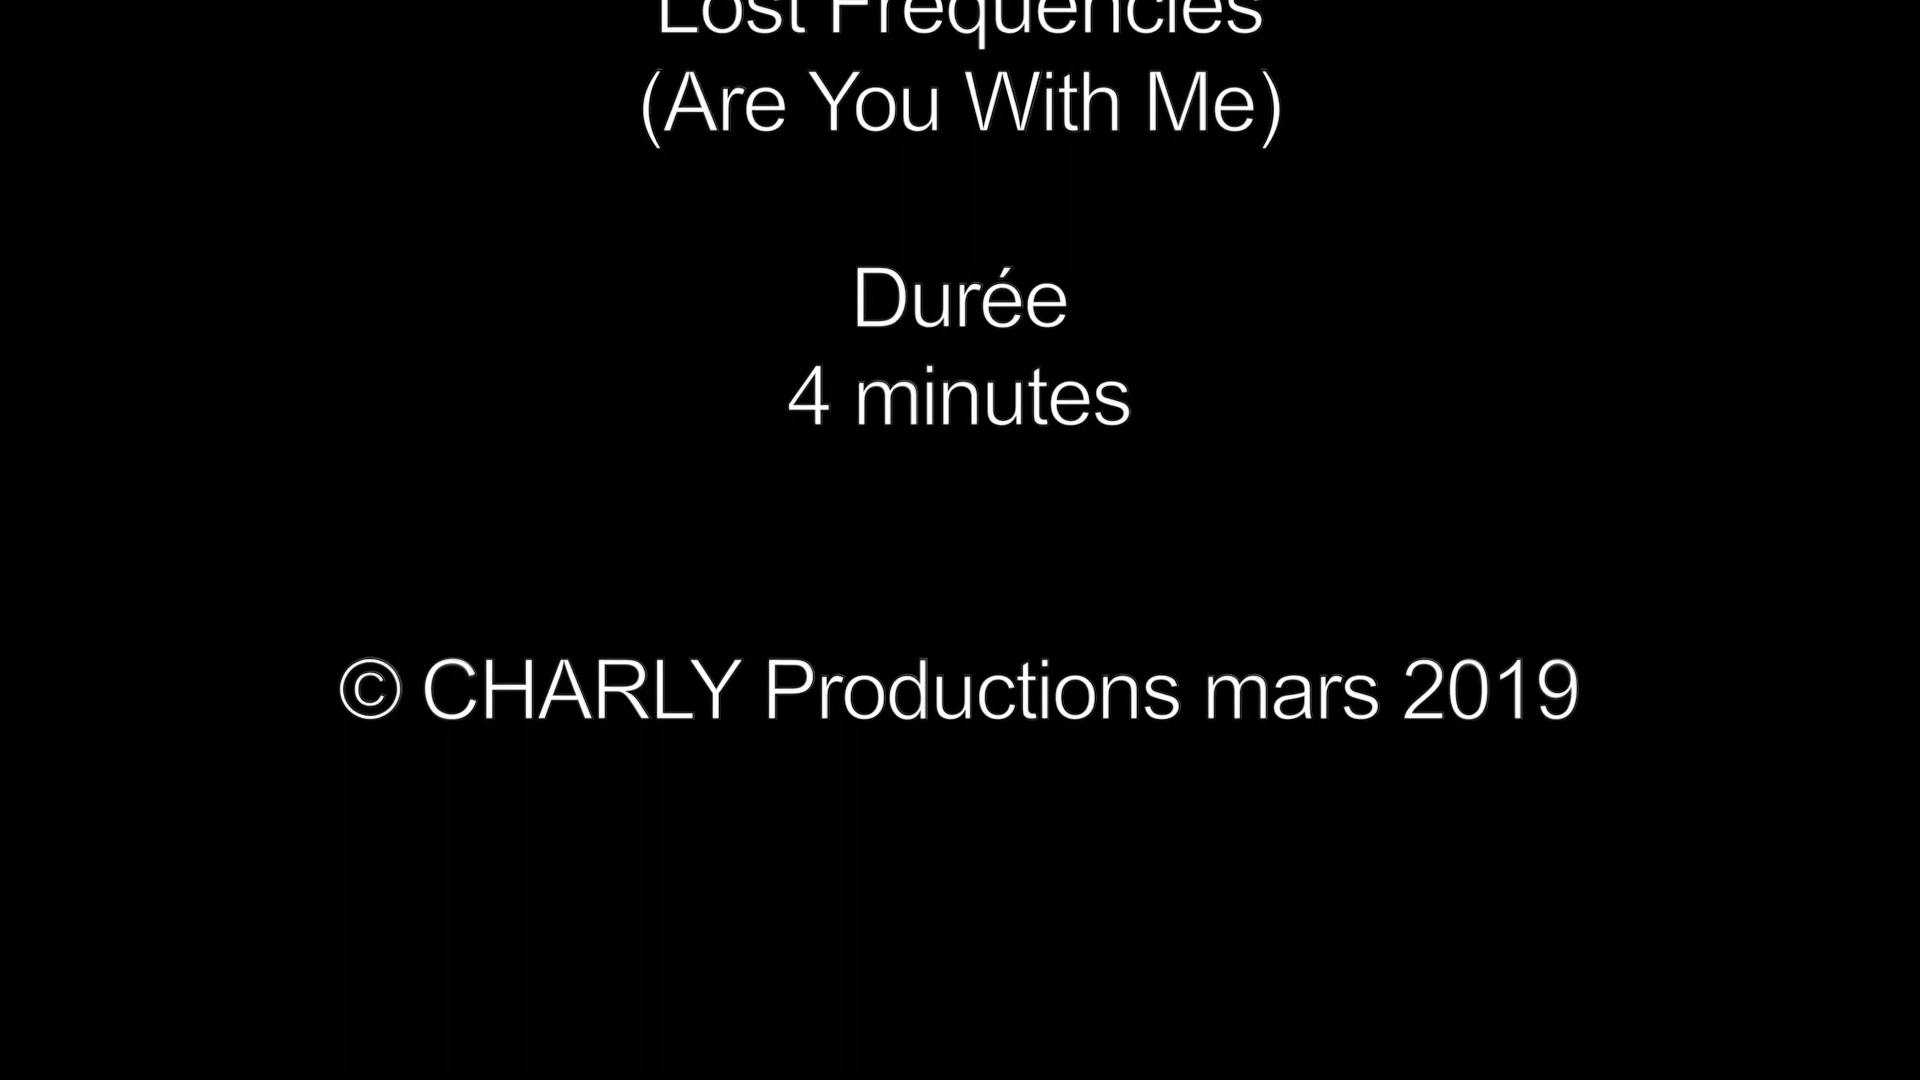 Lost Frequencies
(Are You With Me)
Durée
4 minutes
© CHARLY Productions mars 2019